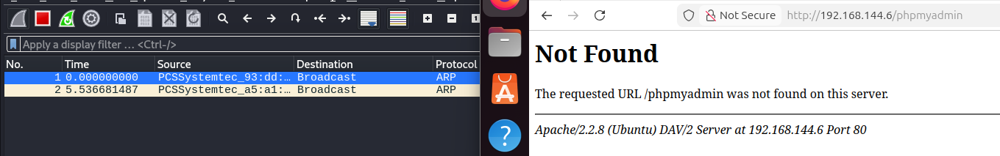 Apply a display filter … <Ctrl-/>
No. Time Source Destination Protocol
1 0.000000000 PCSSystemtec_93:dd:… Broadcast ARP
2 5.536681487 PCSSystemtec_a5:a1:… Broadcast ARP
Not Secure http://192.168.144.6/phpmyadmin
Not Found
The requested URL /phpmyadmin was not found on this server.
Apache/2.2.8 (Ubuntu) DAV/2 Server at 192.168.144.6 Port 80